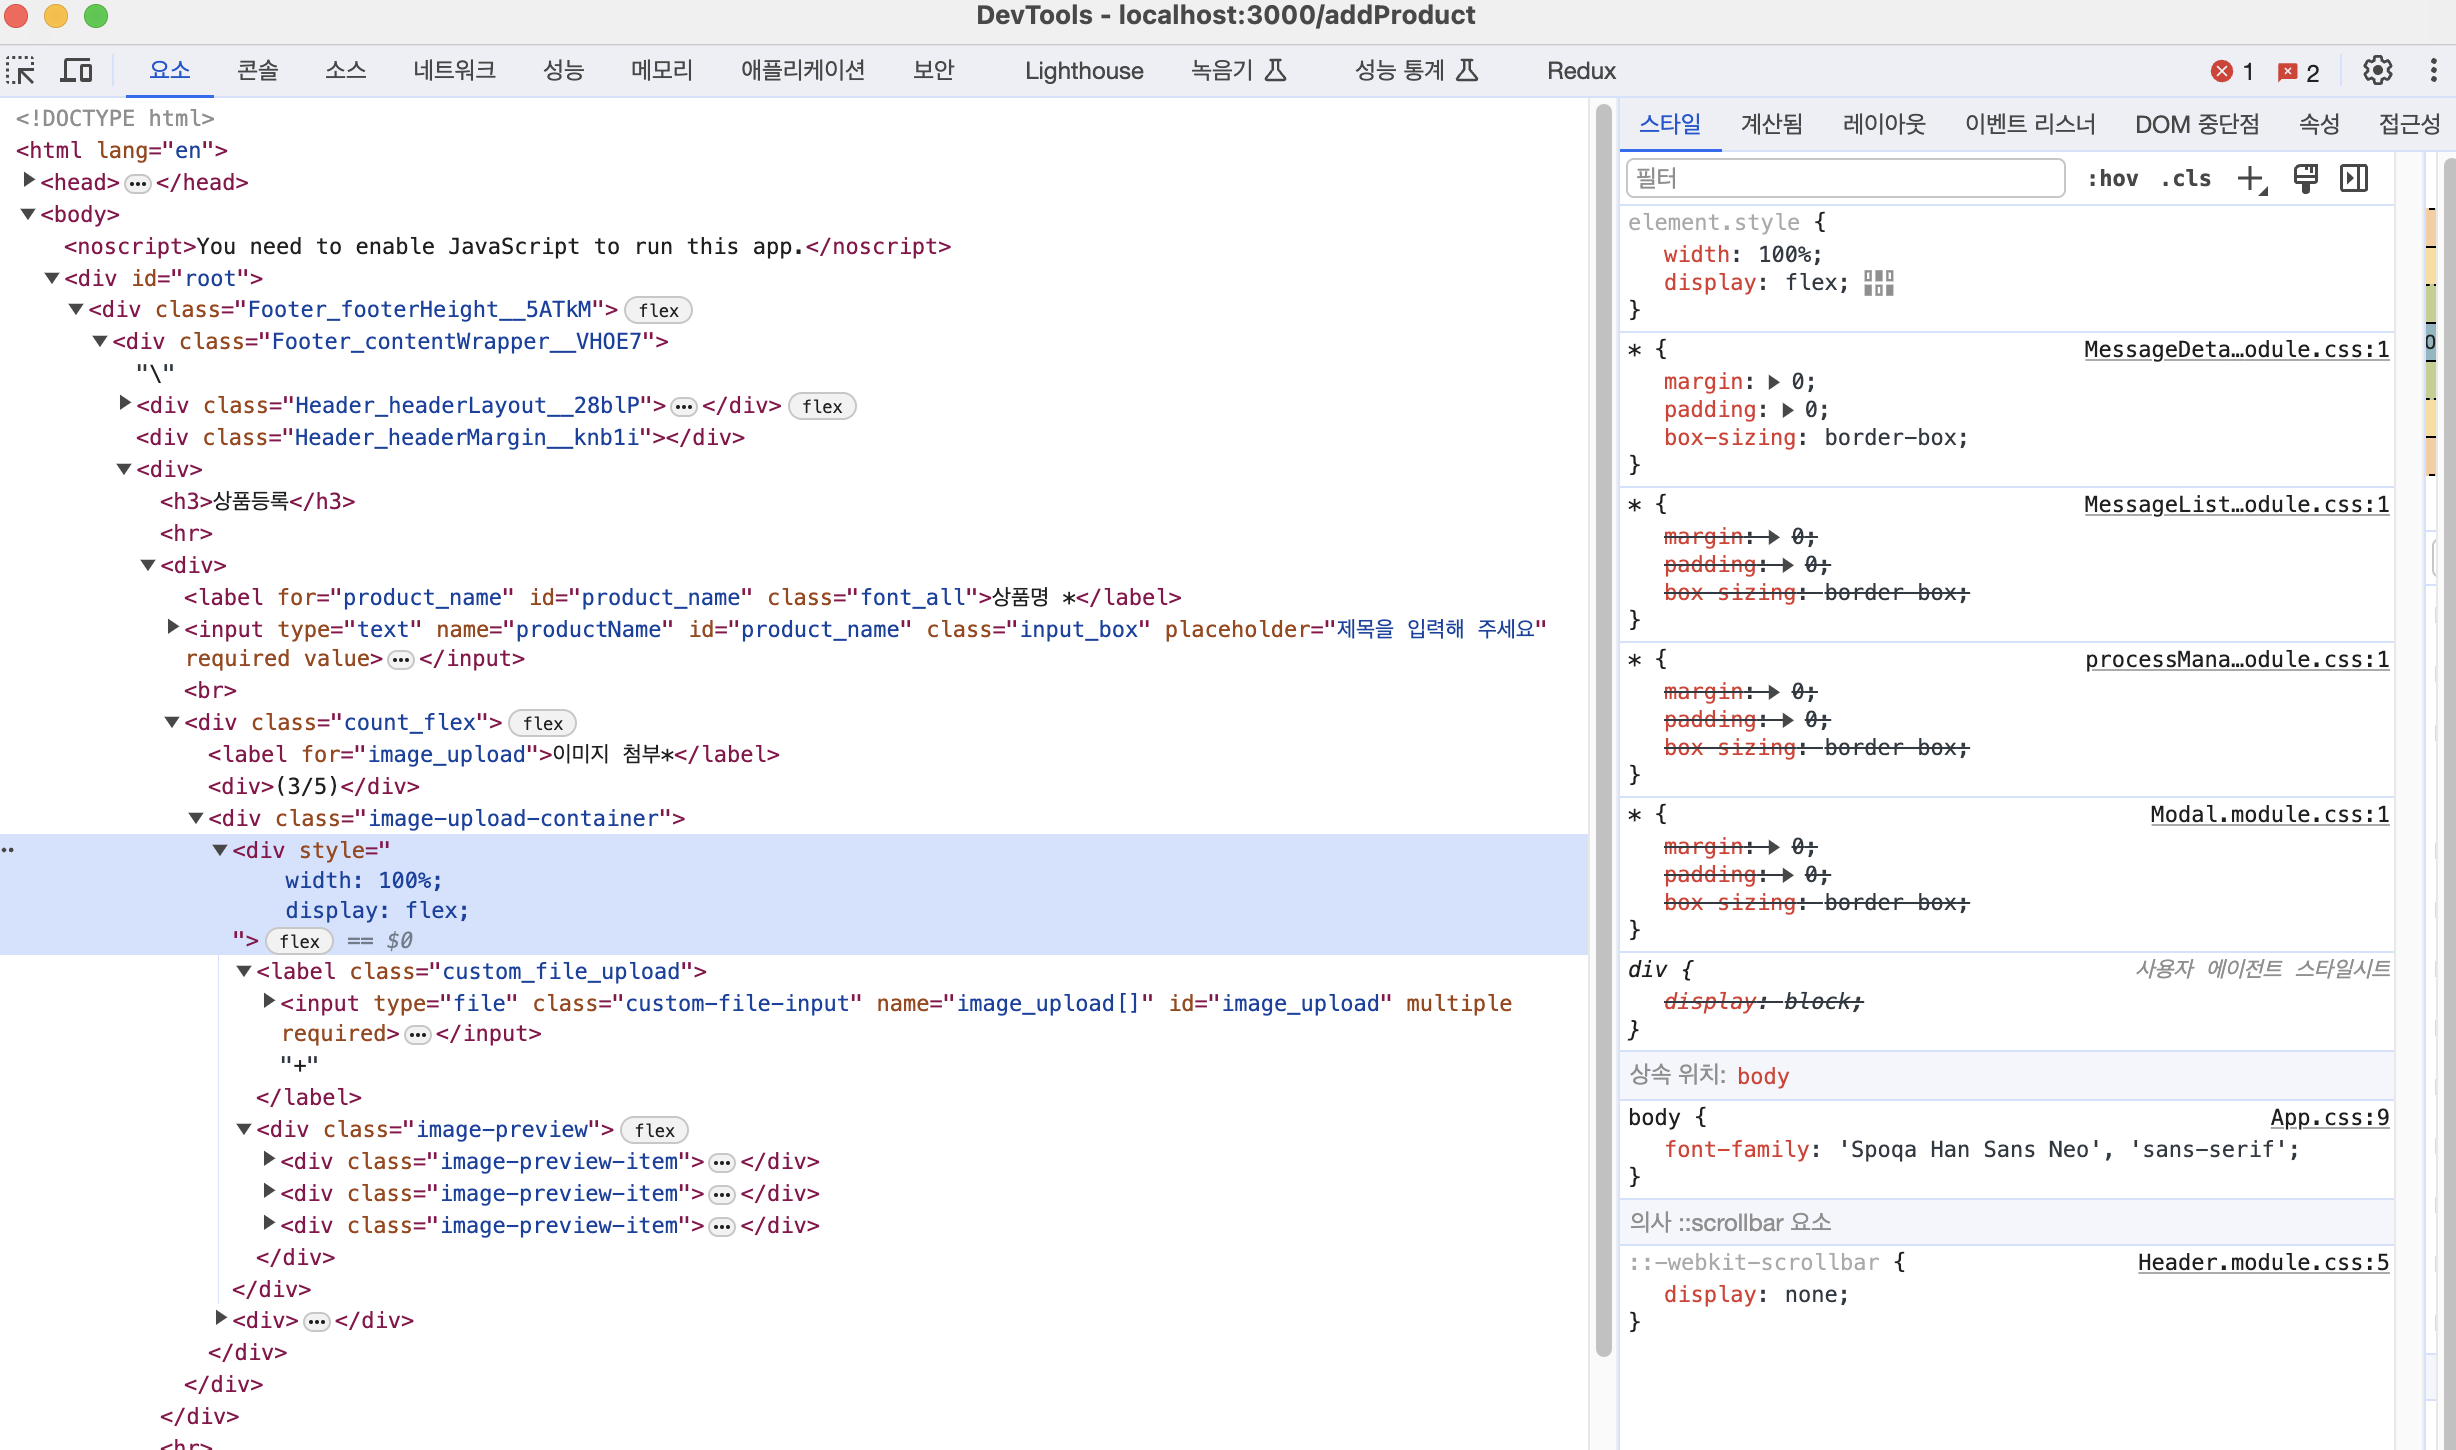 DevTools - localhost:3000/addProduct
요소 콘솔 소스 네트워크 성능 메모리 애플리케이션 보안 Lighthouse 녹음기 성능 통계 Redux 1 2
<!DOCTYPE html>
<html lang="en">
<head> ••• </head>
<body>
<noscript>You need to enable JavaScript to run this app.</noscript>
<div id="root">
<div class="Footer_footerHeight__5ATkM"> flex
<div class="Footer_contentWrapper__VHOE7">
"\"
<div class="Header_headerLayout__28blP"> ••• </div> flex
<div class="Header_headerMargin__knb1i"></div>
<div>
<h3>상품등록</h3>
<hr>
<div>
<label for="product_name" id="product_name" class="font_all">상품명 *</label>
<input type="text" name="productName" id="product_name" class="input_box" placeholder="제목을 입력해 주세요"
required value> ••• </input>
<br>
<div class="count_flex"> flex
<label for="image_upload">이미지 첨부*</label>
<div>(3/5)</div>
<div class="image-upload-container">
<div style="
width: 100%;
display: flex;
"> flex == $0
<label class="custom_file_upload">
<input type="file" class="custom-file-input" name="image_upload[]" id="image_upload" multiple
required> ••• </input>
"+"
</label>
<div class="image-preview"> flex
<div class="image-preview-item"> ••• </div>
<div class="image-preview-item"> ••• </div>
<div class="image-preview-item"> ••• </div>
</div>
</div>
<div> ••• </div>
</div>
</div>
</div>
<hr>
스타일 계산됨 레이아웃 이벤트 리스너 DOM 중단점 속성 접근성
필터 :hov .cls
element.style {
width: 100%;
display: flex;
}
* { MessageDeta…odule.css:1
margin: 0;
padding: 0;
box-sizing: border-box;
}
* { MessageList…odule.css:1
margin: 0;
padding: 0;
box-sizing: border-box;
}
* { processMana…odule.css:1
margin: 0;
padding: 0;
box-sizing: border-box;
}
* { Modal.module.css:1
margin: 0;
padding: 0;
box-sizing: border-box;
}
div { 사용자 에이전트 스타일시트
display: block;
}
상속 위치: body
body { App.css:9
font-family: 'Spoqa Han Sans Neo', 'sans-serif';
}
의사 ::scrollbar 요소
::-webkit-scrollbar { Header.module.css:5
display: none;
}